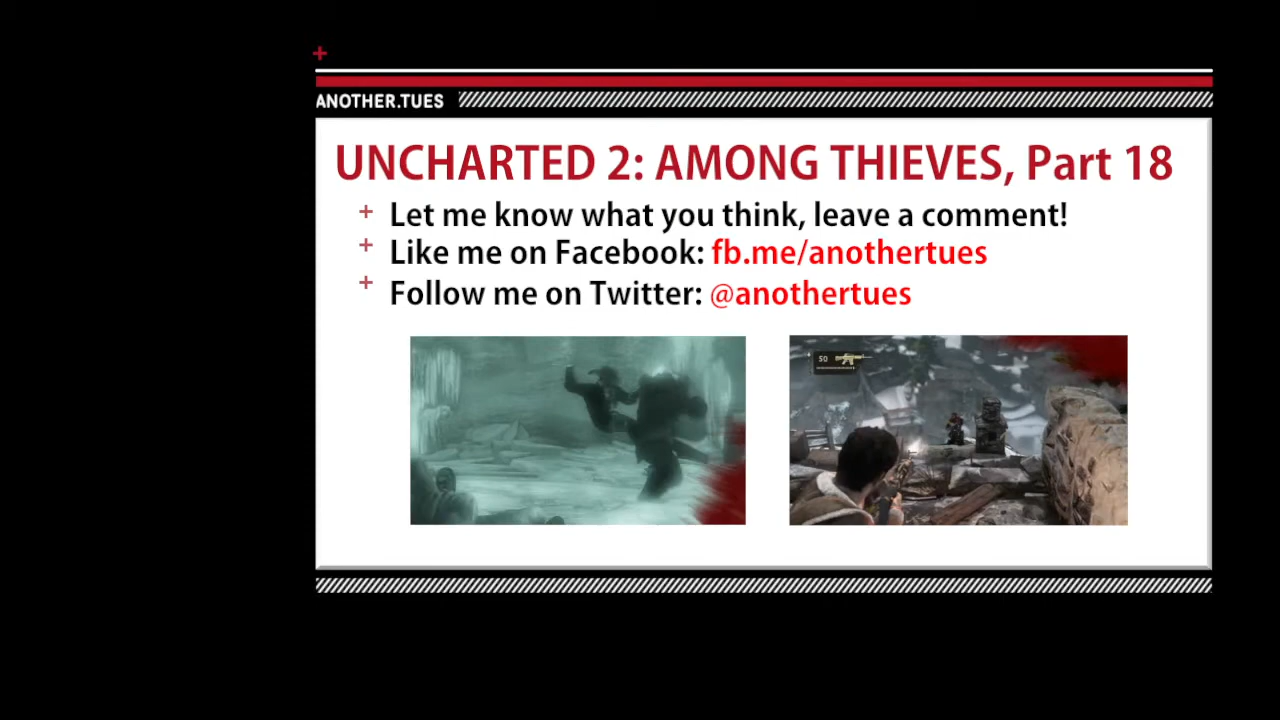 ANOTHER.TUES
UNCHARTED 2: AMONG THIEVES, Part 18
+ Let me know what you think, leave a comment!
+ Like me on Facebook: fb.me/anothertues
+ Follow me on Twitter: @anothertues
50